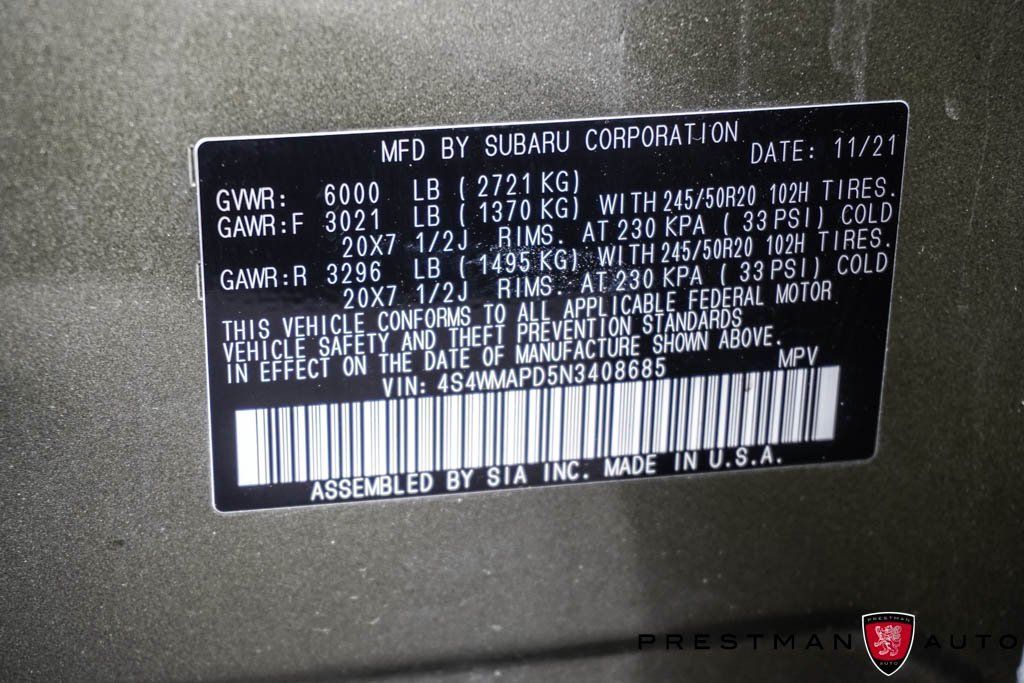 MFD BY SUBARU CORPORATION DATE: 11/21
GVWR: 6000 LB (2721 KG)
GAWR:F 3021 LB (1370 KG) WITH 245/50R20 102H TIRES.
20X7 1/2J RIMS. AT 230 KPA (33 PSI) COLD
GAWR:R 3296 LB (1495 KG) WITH 245/50R20 102H TIRES.
20X7 1/2J RIMS. AT 230 KPA (33 PSI) COLD
THIS VEHICLE CONFORMS TO ALL APPLICABLE FEDERAL MOTOR
VEHICLE SAFETY AND THEFT PREVENTION STANDARDS
IN EFFECT ON THE DATE OF MANUFACTURE SHOWN ABOVE.
VIN: 4S4WMAPD5N3408685 MPV
ASSEMBLED BY SIA INC. MADE IN U.S.A.
PRESTMAN PRESTMAN AUTO AUTO